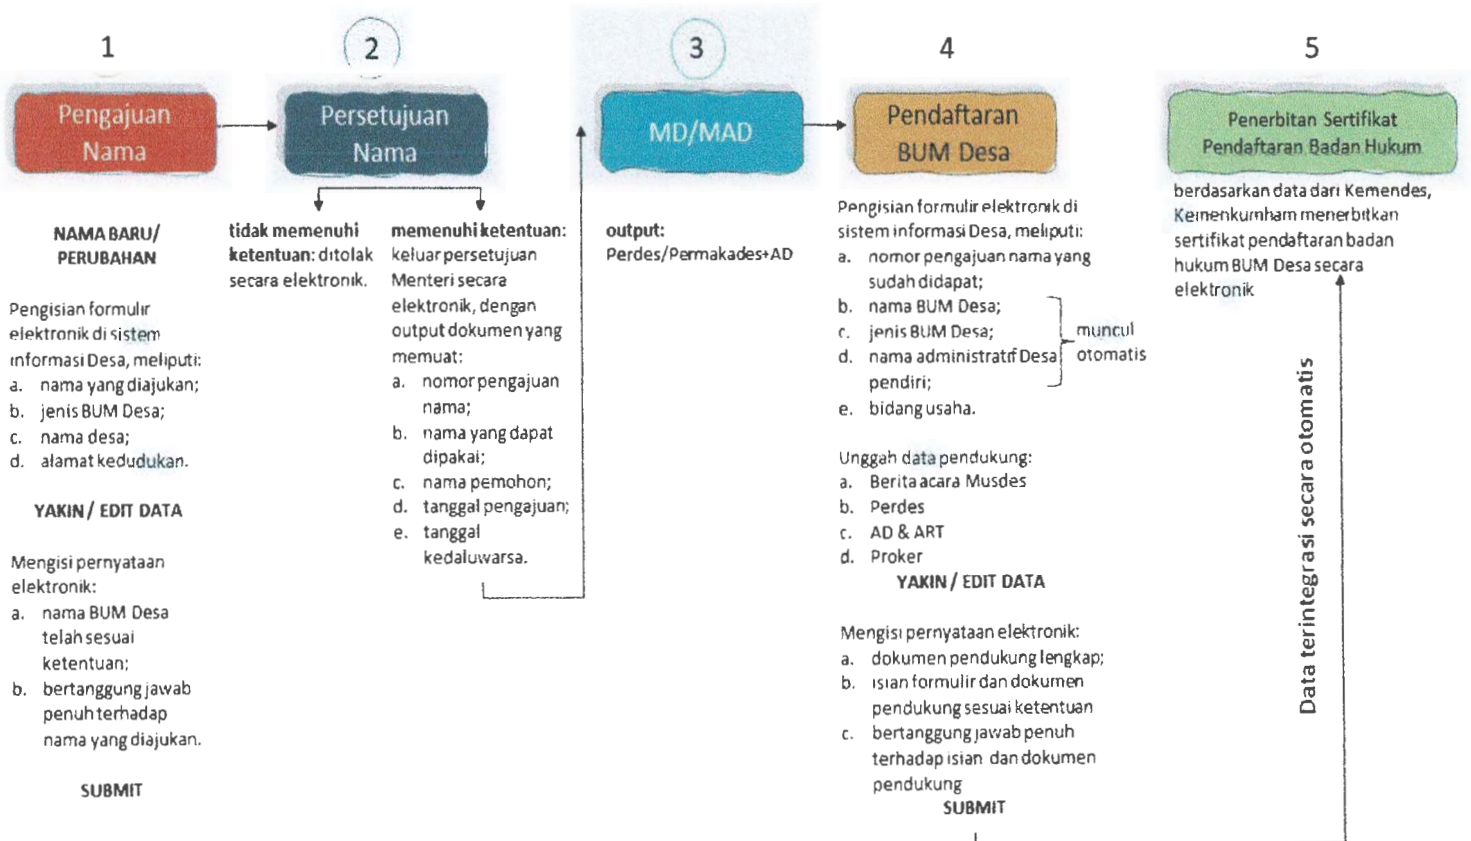 1
Pengajuan
Nama
NAMA BARU/
PERUBAHAN
Pengisian formulir
elektronik di sistem
informasi Desa, meliputi:
a. nama yang diajukan;
b. jenis BUM Desa;
c. nama desa;
d. alamat kedudukan.
YAKIN / EDIT DATA
Mengisi pernyataan
elektronik:
a. nama BUM Desa
telah sesuai
ketentuan;
b. bertanggung jawab
penuh terhadap
nama yang diajukan.
SUBMIT
2
Persetujuan
Nama
tidak memenuhi
ketentuan: ditolak
secara elektronik.
memenuhi ketentuan:
keluar persetujuan
Menteri secara
elektronik, dengan
output dokumen yang
memuat:
a. nomor pengajuan
nama;
b. nama yang dapat
dipakai;
c. nama pemohon;
d. tanggal pengajuan;
e. tanggal
kedaluwarsa.
3
MD/MAD
output:
Perdes/Permakades+AD
4
Pendaftaran
BUM Desa
Pengisian formulir elektronik di
sistem informasi Desa, meliputi:
a. nomor pengajuan nama yang
sudah didapat;
b. nama BUM Desa;
c. jenis BUM Desa;
d. nama administratif Desa
pendiri;
muncul
otomatis
e. bidang usaha.
Unggah data pendukung:
a. Berita acara Musdes
b. Perdes
c. AD & ART
d. Proker
YAKIN / EDIT DATA
Mengisi pernyataan elektronik:
a. dokumen pendukung lengkap;
b. isian formulir dan dokumen
pendukung sesuai ketentuan
c. bertanggung jawab penuh
terhadap isian dan dokumen
pendukung
SUBMIT
5
Penerbitan Sertifikat
Pendaftaran Badan Hukum
berdasarkan data dari Kemendes,
Kemenkumham menerbitkan
sertifikat pendaftaran badan
hukum BUM Desa secara
elektronik
Data terintegrasi secara otomatis